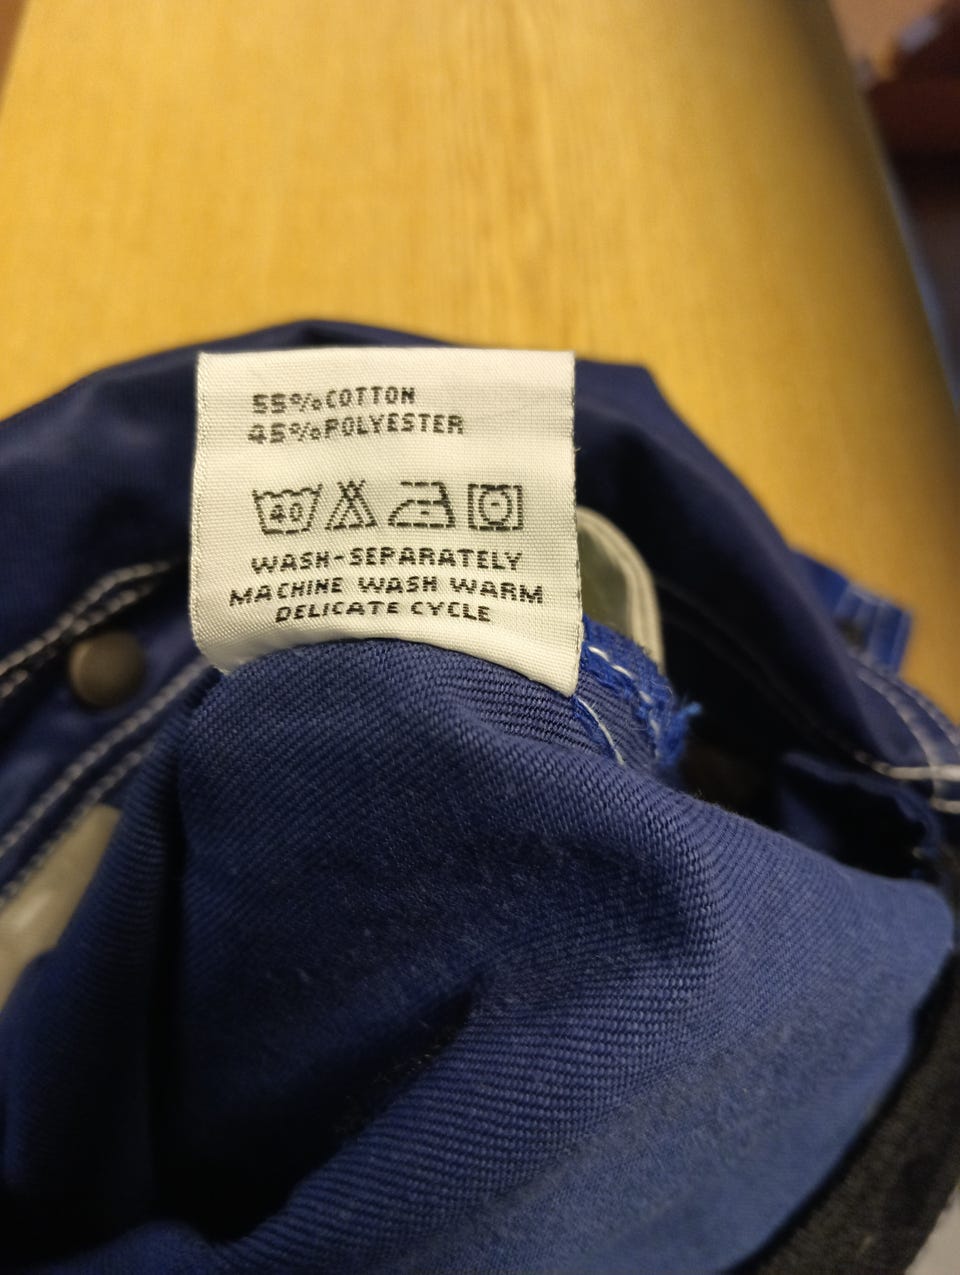 55%COTTON
45%POLYESTER
40
WASH-SEPARATELY
MACHINE WASH WARM
DELICATE CYCLE